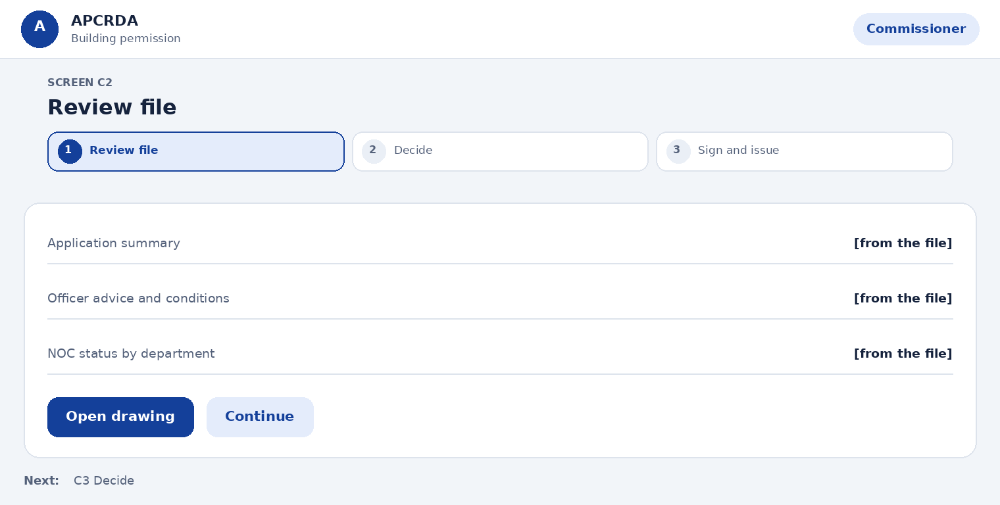 A
APCRDA
Building permission
Commissioner
SCREEN C2
Review file
1 Review file
2 Decide
3 Sign and issue
Application summary [from the file]
Officer advice and conditions [from the file]
NOC status by department [from the file]
Open drawing Continue
Next: C3 Decide